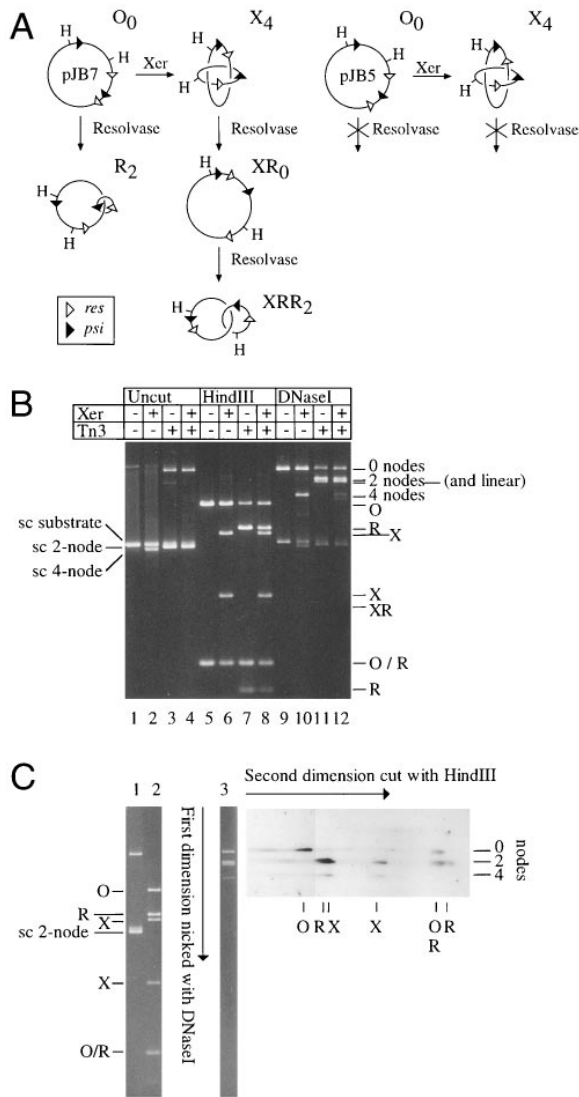 A
O0 X4 O0 X4
H H pJB7 Xer H H pJB5 Xer
Resolvase Resolvase Resolvase Resolvase
R2 XR0
H H H H
Resolvase
res
psi
XRR2
H H
B
Uncut HindIII DNaseI
Xer - + - + - + - + - + - +
Tn3 - - + + - - + + - - + +
0 nodes
2 nodes (and linear)
4 nodes
O
R
X
sc substrate
sc 2-node
sc 4-node
X
XR
O / R
R
1 2 3 4 5 6 7 8 9 10 11 12
C
1 2 3
Second dimension cut with HindIII
First dimension nicked with DNaseI
O
R
X
sc 2-node
X
O/R
0
2
4
nodes
O R X X O R
R